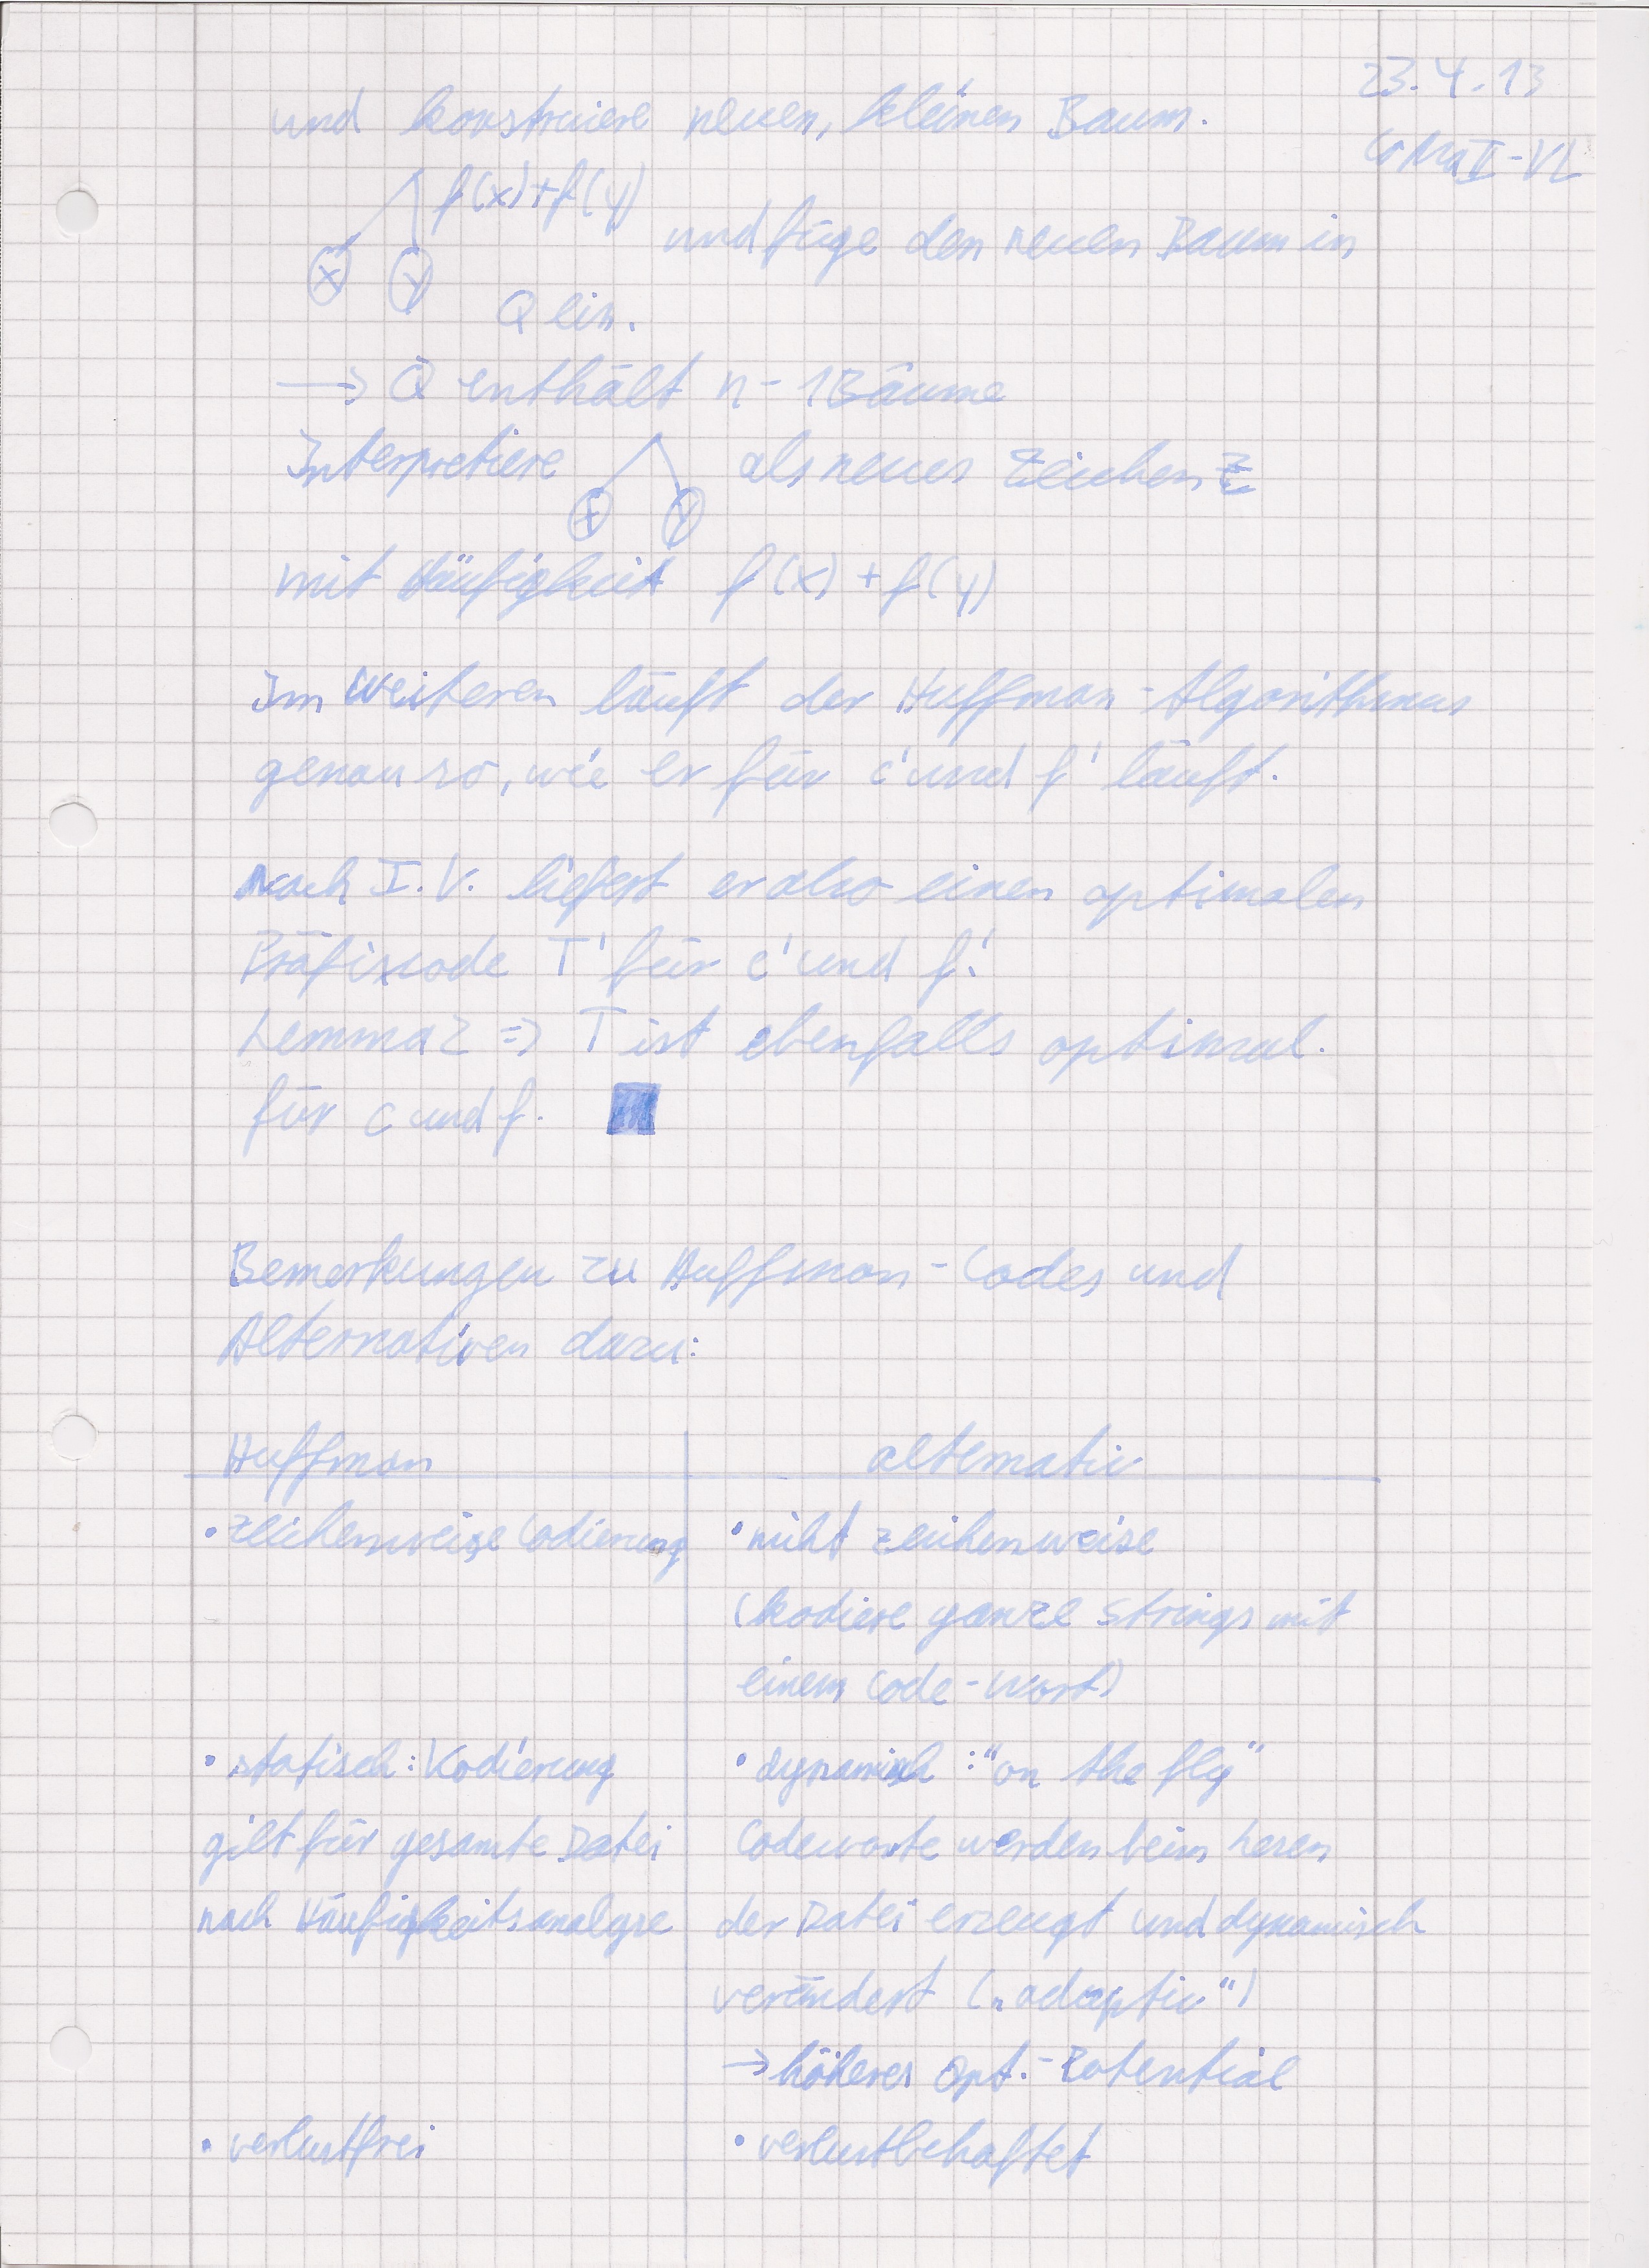 23.4.13
CoMa II-VL
und konstruiere neuen, kleinen Baum.
f(x)+f(y)
und füge den neuen Baum in
x y
Q ein.
→ Q enthält n-1 Bäume
Interpretiere als neues Zeichen z
x y
mit Häufigkeit f(x) + f(y)
Im Weiteren läuft der Huffman-Algorithmus
genau so, wie er für C' und f' läuft.
Nach I.V. liefert er also einen optimalen
Präfixcode T' für C' und f'.
Lemma 2 ⇒ T ist ebenfalls optimal.
für C und f.
Bemerkungen zu Huffman-Codes und
Alternativen dazu:
Huffman alternativ
• zeichenweise Codierung • nicht zeichenweise
(kodiere ganze Strings mit
einem Code-Wort)
• statisch: Kodierung • dynamisch: "on the fly"
gilt für gesamte Datei Codeworte werden beim Lesen
nach Häufigkeitsanalyse der Datei erzeugt und dynamisch
verändert („adaptiv“)
→ höheres Opt.-Potential
• verlustfrei • verlustbehaftet